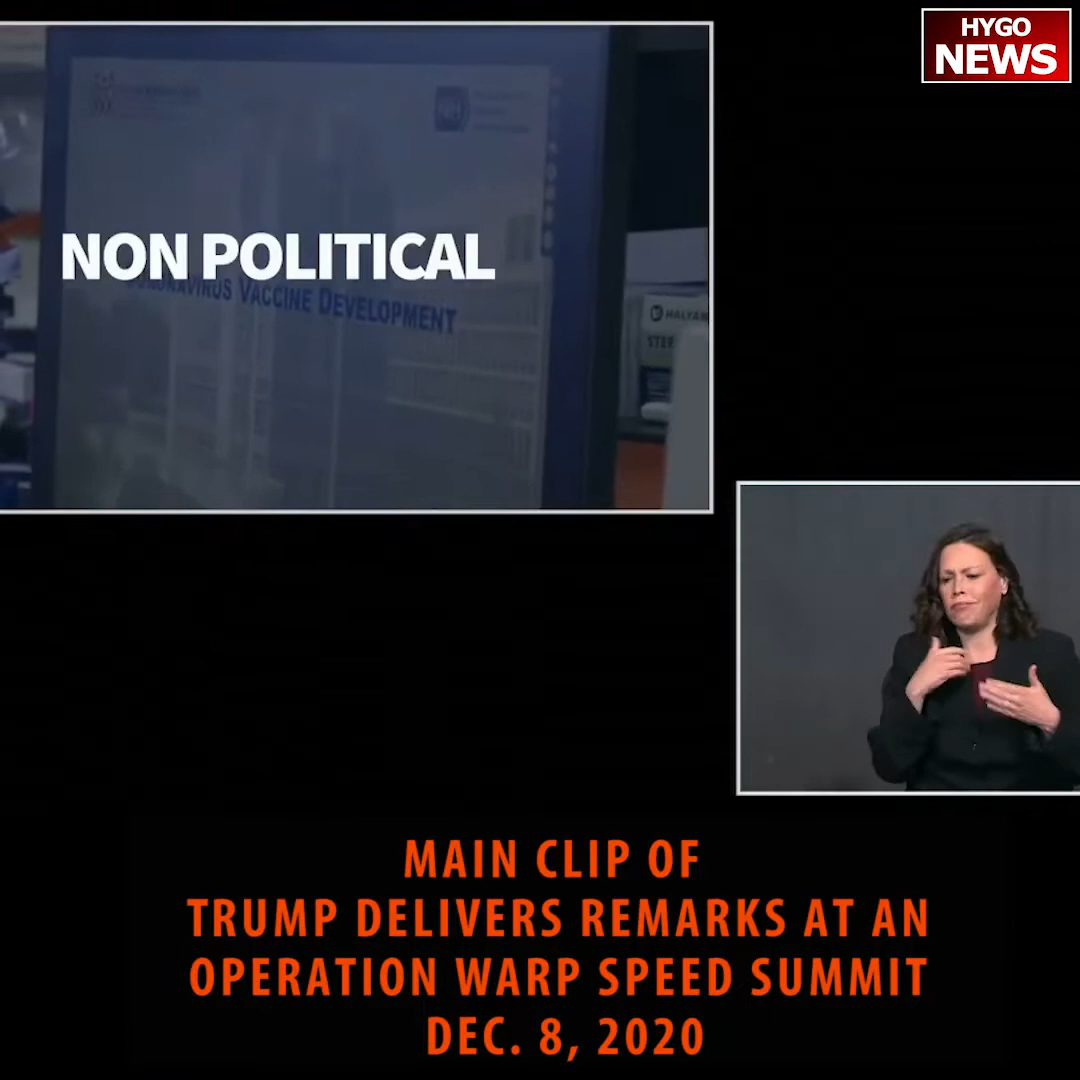 HYGO
NEWS
NON POLITICAL
VACCINE DEVELOPMENT
NIH
MAIN CLIP OF
TRUMP DELIVERS REMARKS AT AN
OPERATION WARP SPEED SUMMIT
DEC. 8, 2020